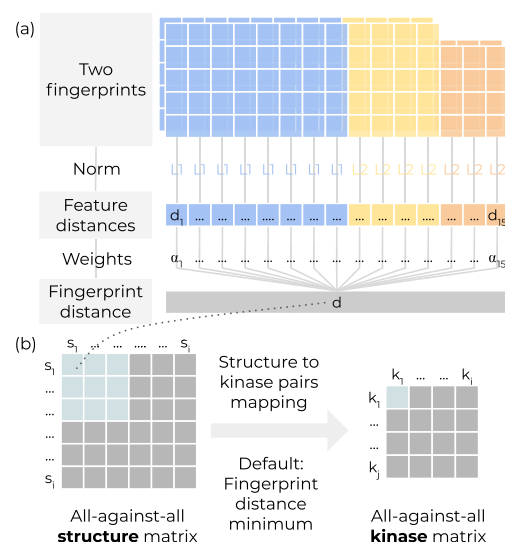 (a)
Two
fingerprints
Norm
L1 L1 L1 L1 L1 L1 L1 L1 L2 L2 L2 L2 L2 L2 L2
Feature
distances
d1 ... ... ... .... ... ... ... ... ... ... .... ... ... d15
Weights
α1 ... ... ... ... ... ... ... ... ... ... ... ... ... α15
Fingerprint
distance
d
(b)
s1 ... .... ... ... si
s1
...
...
...
...
si
All-against-all
structure matrix
Structure to
kinase pairs
mapping
Default:
Fingerprint
distance
minimum
k1 ... ... ki
k1
...
...
kj
All-against-all
kinase matrix